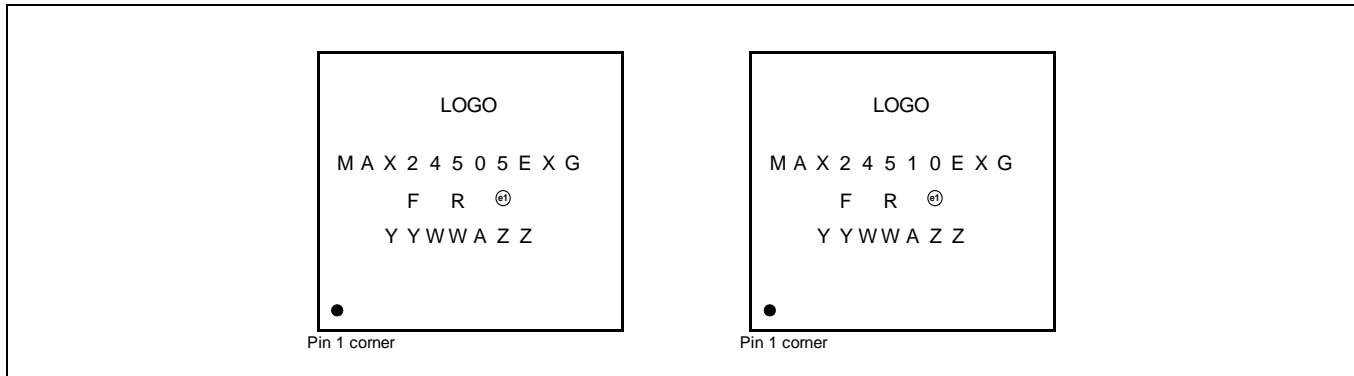 LOGO
MAX24505EXG
F R e1
YYWWAZZ
Pin 1 corner
LOGO
MAX24510EXG
F R e1
YYWWAZZ
Pin 1 corner